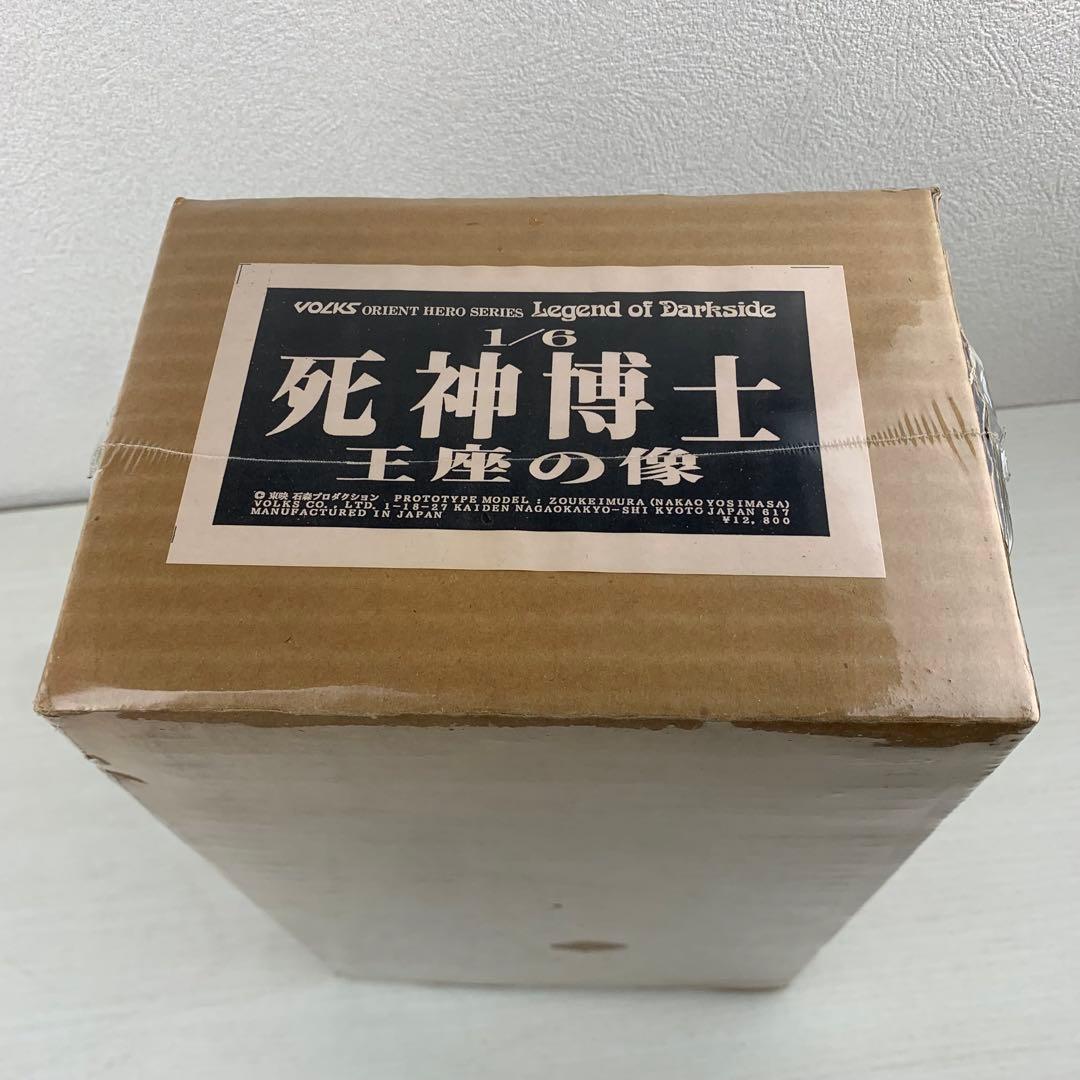 VOLKS ORIENT HERO SERIES Legend of Darkside
1/6
死神博士
王座の像
© 東映 石森プロダクション PROTOTYPE MODEL : ZOUKEIMURA (NAKAO YOSIMASA)
VOLKS CO., LTD. 1-18-27 KAIDEN NAGAOKAKYO-SHI KYOTO JAPAN 617
MANUFACTURED IN JAPAN ¥12,800